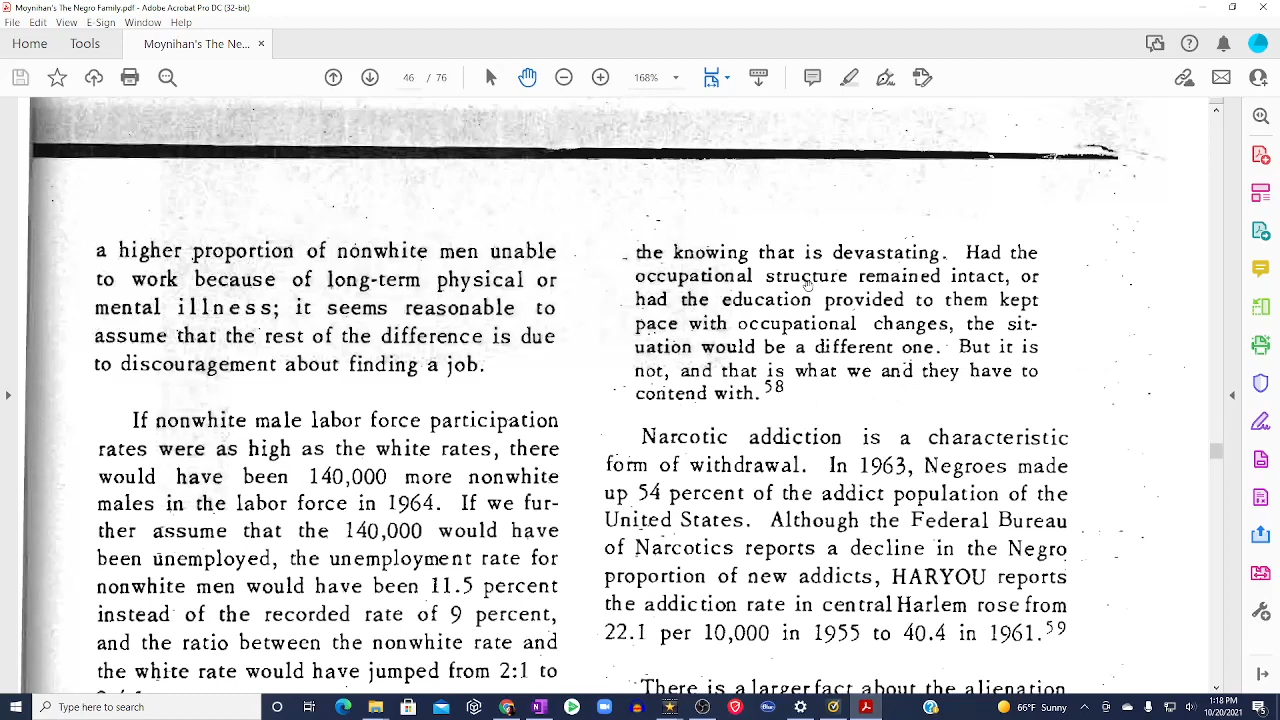 Moynihan's The Negro Family.pdf - Adobe Acrobat Pro DC (32-bit)
File Edit View E-Sign Window Help
Home Tools Moynihan's The Ne... ×
46 / 76 168%
a higher proportion of nonwhite men unable
to work because of long-term physical or
mental illness; it seems reasonable to
assume that the rest of the difference is due
to discouragement about finding a job.
If nonwhite male labor force participation
rates were as high as the white rates, there
would have been 140,000 more nonwhite
males in the labor force in 1964. If we fur-
ther assume that the 140,000 would have
been unemployed, the unemployment rate for
nonwhite men would have been 11.5 percent
instead of the recorded rate of 9 percent,
and the ratio between the nonwhite rate and
the white rate would have jumped from 2:1 to
the knowing that is devastating. Had the
occupational structure remained intact, or
had the education provided to them kept
pace with occupational changes, the sit-
uation would be a different one. But it is
not, and that is what we and they have to
contend with.58
Narcotic addiction is a characteristic
form of withdrawal. In 1963, Negroes made
up 54 percent of the addict population of the
United States. Although the Federal Bureau
of Narcotics reports a decline in the Negro
proportion of new addicts, HARYOU reports
the addiction rate in central Harlem rose from
22.1 per 10,000 in 1955 to 40.4 in 1961.59
There is a larger fact about the alienation
Type here to search
66°F Sunny
1:18 PM
10/20/2021